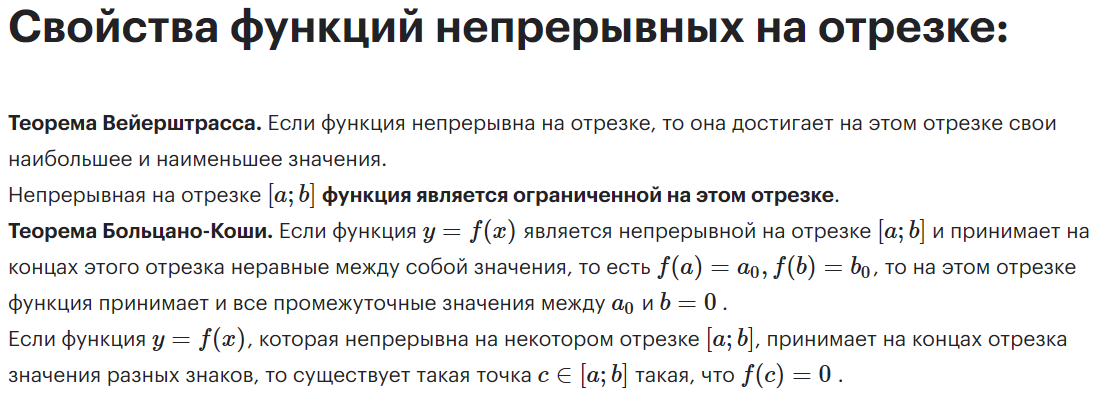 Свойства функций непрерывных на отрезке:
Теорема Вейерштрасса. Если функция непрерывна на отрезке, то она достигает на этом отрезке свои
наибольшее и наименьшее значения.
Непрерывная на отрезке [a; b] функция является ограниченной на этом отрезке.
Теорема Больцано-Коши. Если функция y = f(x) является непрерывной на отрезке [a; b] и принимает на
концах этого отрезка неравные между собой значения, то есть f(a) = a₀, f(b) = b₀, то на этом отрезке
функция принимает и все промежуточные значения между a₀ и b = 0 .
Если функция y = f(x), которая непрерывна на некотором отрезке [a; b], принимает на концах отрезка
значения разных знаков, то существует такая точка c ∈ [a; b] такая, что f(c) = 0 .